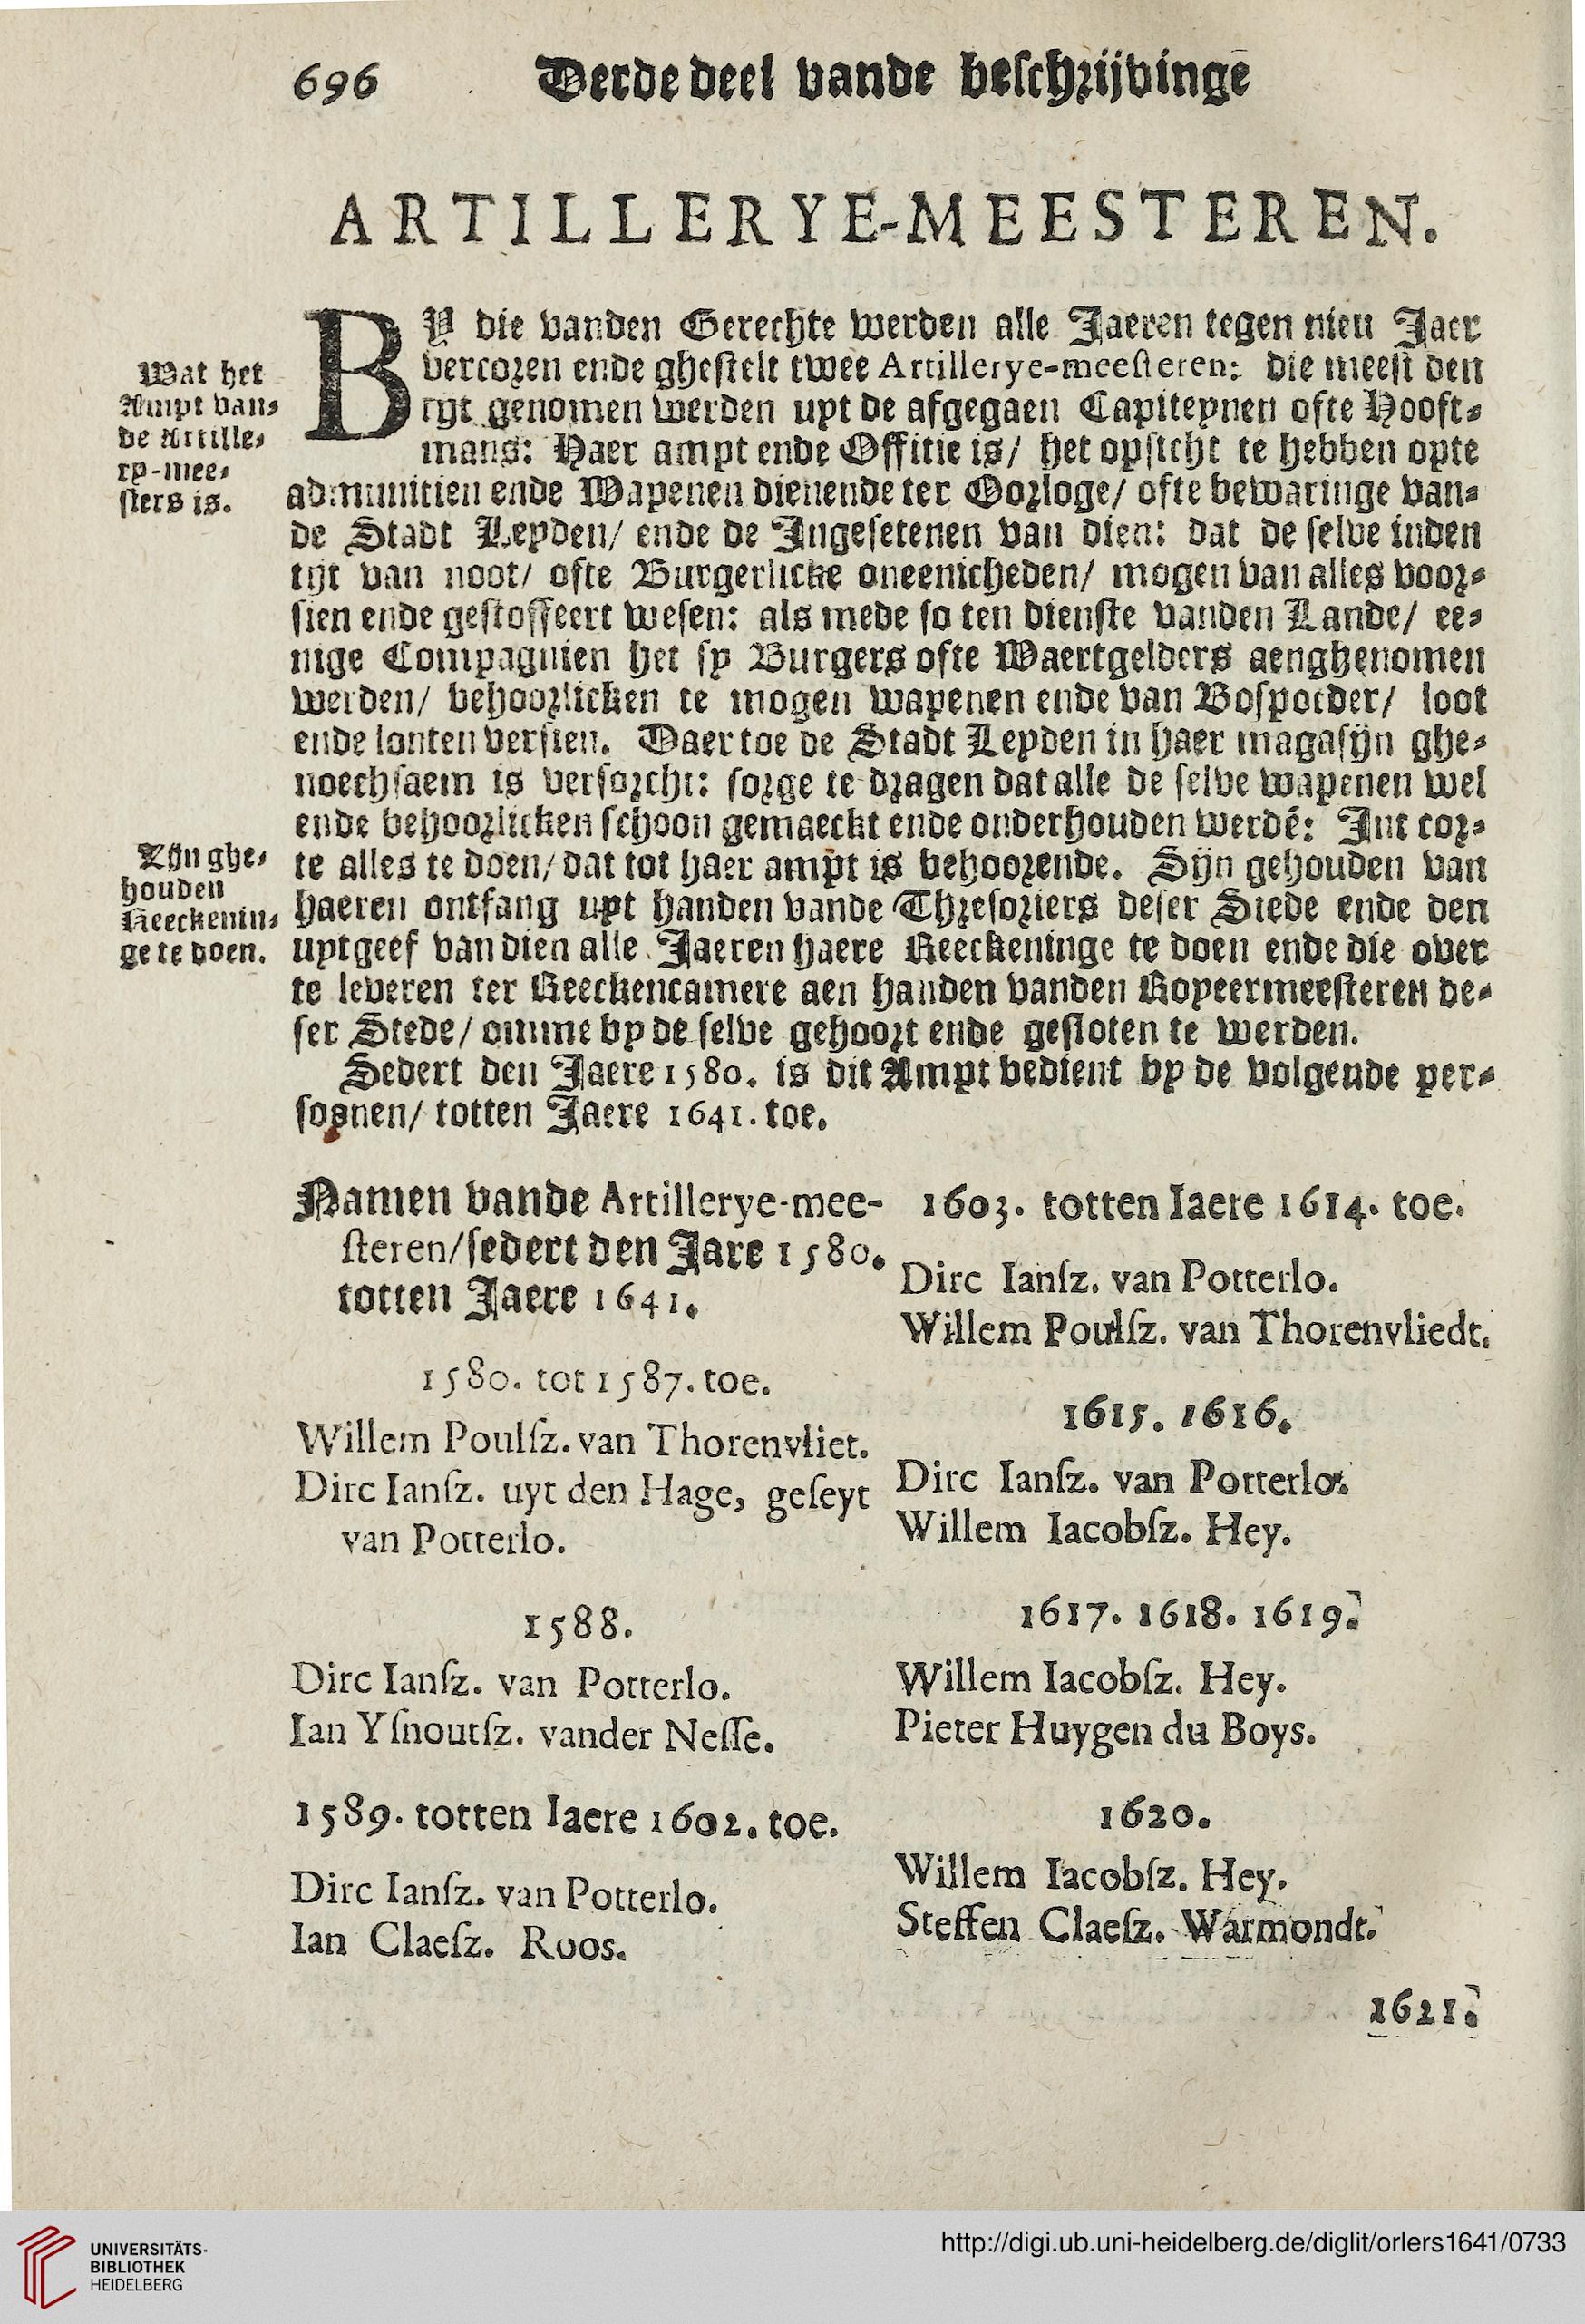 696 Derde deel vande beschrijvinge
ARTILLERYE-MEESTEREN.
Wat het
Ampt van-
de Artille-
ry-mee-
sters is.
BY die vanden Gerechte werden alle Jaeren tegen nieu Jaer
vercozen ende ghestelt twee Artillerye-meesteren: die meest den
tijt genomen werden uyt de afgegaen Capiteynen ofte Hooft-
mans: Haer ampt ende Offitie is/ het opsicht te hebben opte
admunitien ende Wapenen dienende ter Oorloge/ ofte bewaringe van-
de Stadt Leyden/ ende de Ingesetenen van dien: dat de selve inden
tijt van noot/ ofte Burgerlicke oneenicheden/ mogen van alles voor-
sien ende gestoffeert wesen: als mede so ten dienste vanden Lande/ ee-
nige Compagnien het sy Burgers ofte Waertgelders aenghenomen
werden/ behoorlicken te mogen wapenen ende van Bospoeder/ loot
ende lonten versien. Daer toe de Stadt Leyden in haer magasijn ghe-
noechsaem is versorcht: sorge te dragen dat alle de selve wapenen wel
ende behoorlicken schoon gemaeckt ende onderhouden werdē: Int cor-
te alles te doen/ dat tot haer ampt is behoorende. Sijn gehouden van
haeren ontfang uyt handen vande Thresoriers deser Stede ende den
uytgeef van dien alle Jaeren haere Reeckeninge te doen ende die over
te leveren ter Reeckencamere aen handen vanden Ropeermeesteren de-
ser Stede/ omme by de selve gehoort ende gesloten te werden.
Zijn ghe-
houden
Reeckenin-
ge te doen.
Sedert den Jaere 1580. is dit Ampt bedient by de volgende per-
soonen/ totten Jaere 1641. toe.
Namen vande Artillerye-mee-
steren/ sedert den Jare 1580.
totten Jaere 1641.
1580. tot 1587. toe.
Willem Poulsz. van Thorenvliet.
Dirc Iansz. uyt den Hage, geseyt
van Potterlo.
1588.
Dirc Iansz. van Potterlo.
Ian Ysnoutsz. vander Nesse.
1589. totten Iaere 1602. toe.
Dirc Iansz. van Potterlo.
Ian Claesz. Roos.
1603. totten Iaere 1614. toe.
Dirc Iansz. van Potterlo.
Willem Poulsz. van Thorenvliedt.
1615. 1616.
Dirc Iansz. van Potterlo.
Willem Iacobsz. Hey.
1617. 1618. 1619.
Willem Iacobsz. Hey.
Pieter Huygen du Boys.
1620.
Willem Iacobsz. Hey.
Steffen Claesz. Warmondt.
1621.
UNIVERSITÄTS-
BIBLIOTHEK
HEIDELBERG
http://digi.ub.uni-heidelberg.de/diglit/orlers1641/0733